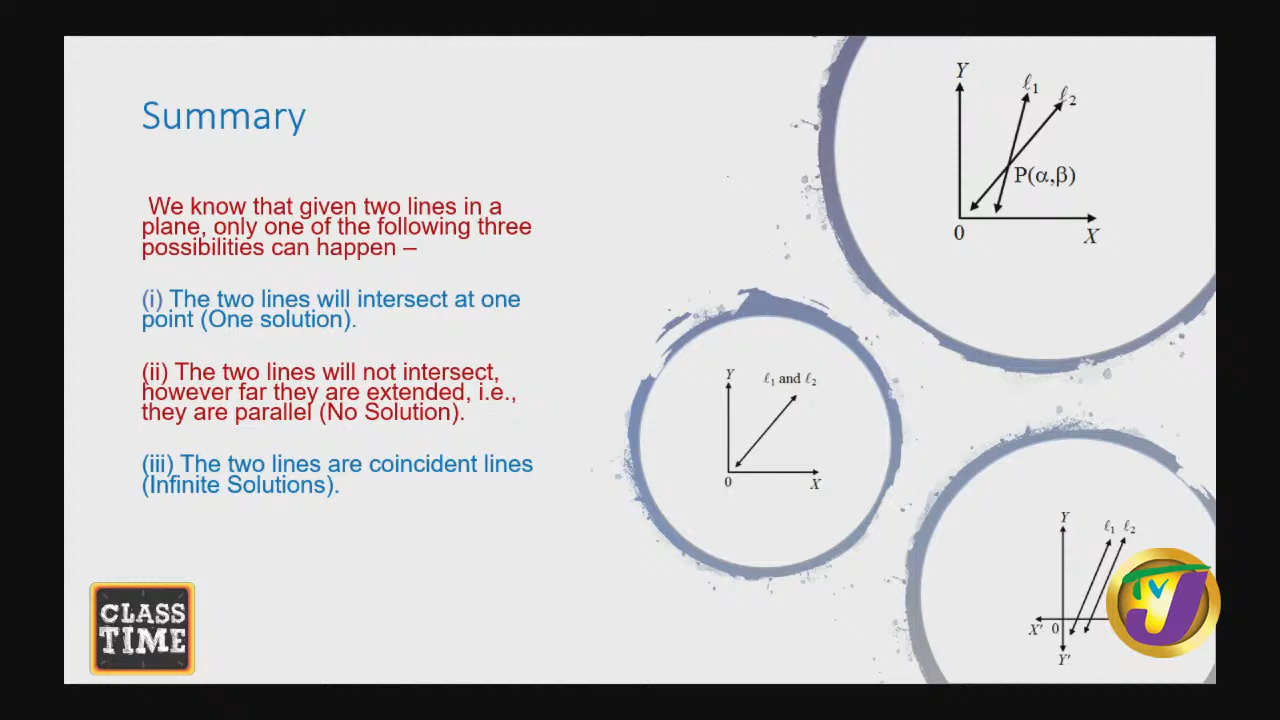 Summary
We know that given two lines in a
plane, only one of the following three
possibilities can happen –
(i) The two lines will intersect at one
point (One solution).
(ii) The two lines will not intersect,
however far they are extended, i.e.,
they are parallel (No Solution).
(iii) The two lines are coincident lines
(Infinite Solutions).
Y
ℓ1
ℓ2
P(α,β)
0
X
Y
ℓ1 and ℓ2
0
X
Y
ℓ1 ℓ2
X' 0
Y'
CLASS
TIME
TVJ